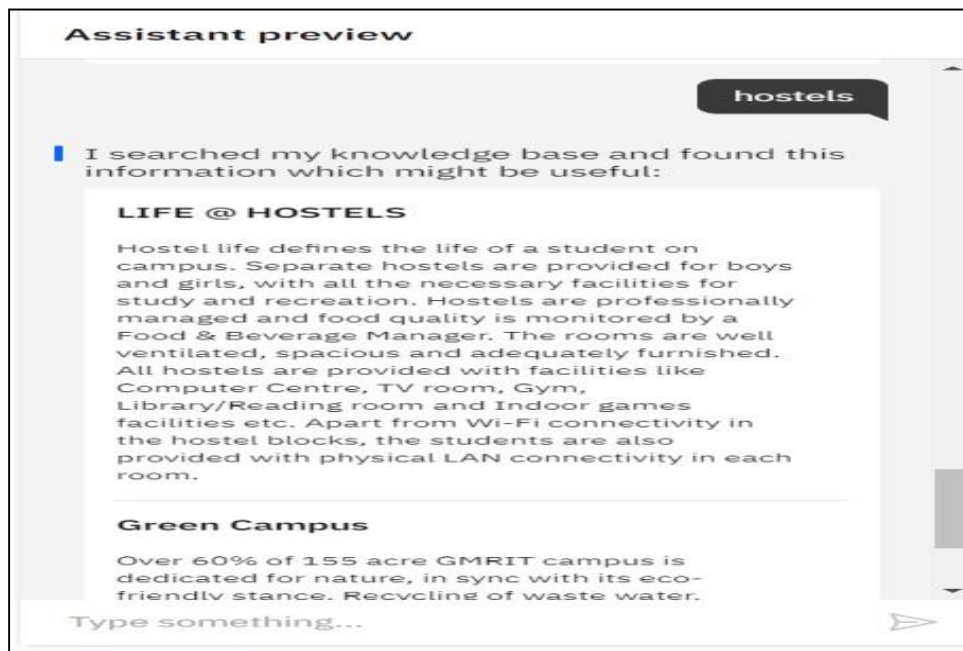 Assistant preview
hostels
I searched my knowledge base and found this
information which might be useful:
LIFE @ HOSTELS
Hostel life defines the life of a student on
campus. Separate hostels are provided for boys
and girls, with all the necessary facilities for
study and recreation. Hostels are professionally
managed and food quality is monitored by a
Food & Beverage Manager. The rooms are well
ventilated, spacious and adequately furnished.
All hostels are provided with facilities like
Computer Centre, TV room, Gym,
Library/Reading room and Indoor games
facilities etc. Apart from Wi-Fi connectivity in
the hostel blocks, the students are also
provided with physical LAN connectivity in each
room.
Green Campus
Over 60% of 155 acre GMRIT campus is
dedicated for nature, in sync with its eco-
friendly stance. Recycling of waste water,
Type something...